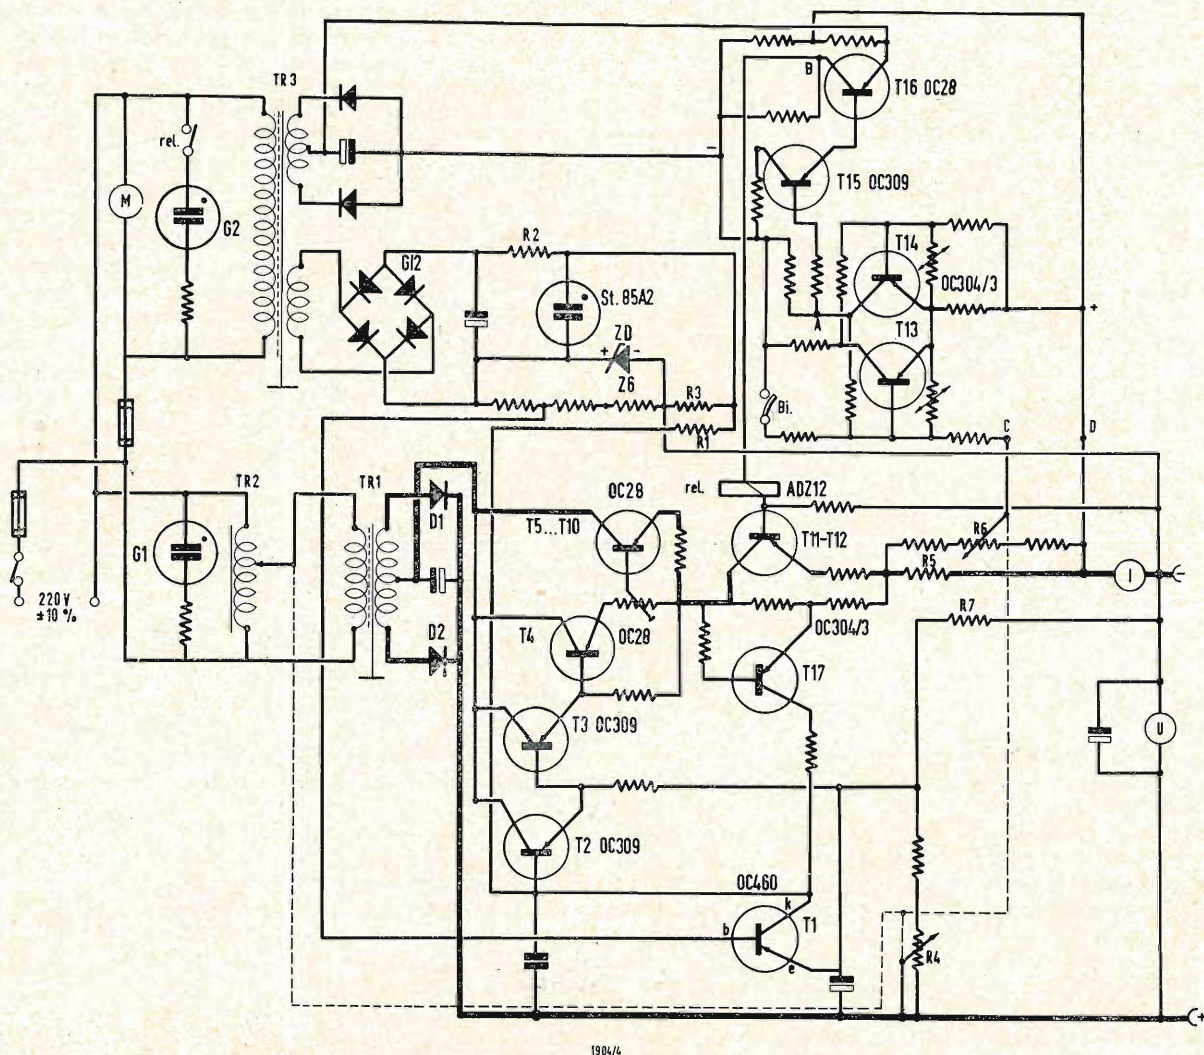 TR3
B
T16 OC28
rel.
M
G2
-
T15 OC309
T14
OC304/3
Gl2
R2
St. 85A2
ZD
+ -
Z6
A
+
T13
R3
R1
Bi.
C
D
rel.
ADZ12
TR2
TR1
OC28
T5...T10
D1
G1
T11-T12
R6
R5
I
-
220 V
±10 %
R7
T4
OC28
OC304/3
D2
T17
T3 OC309
U
T2 OC309
OC460
k
b
T1
e
R4
+
1904/4